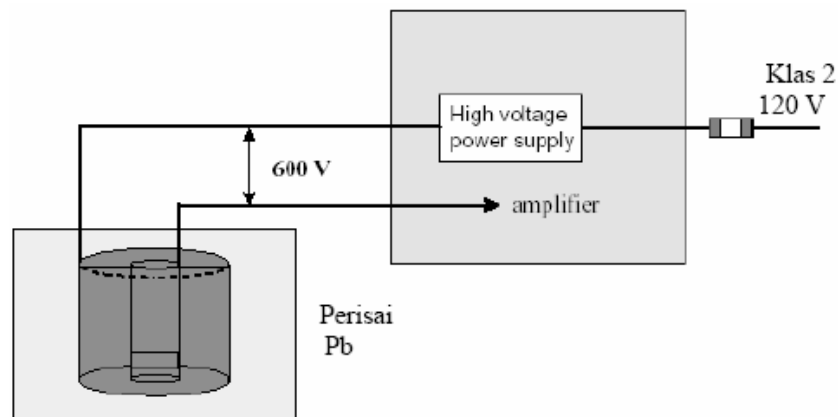 Klas 2
120 V
High voltage
power supply
600 V
amplifier
Perisai
Pb